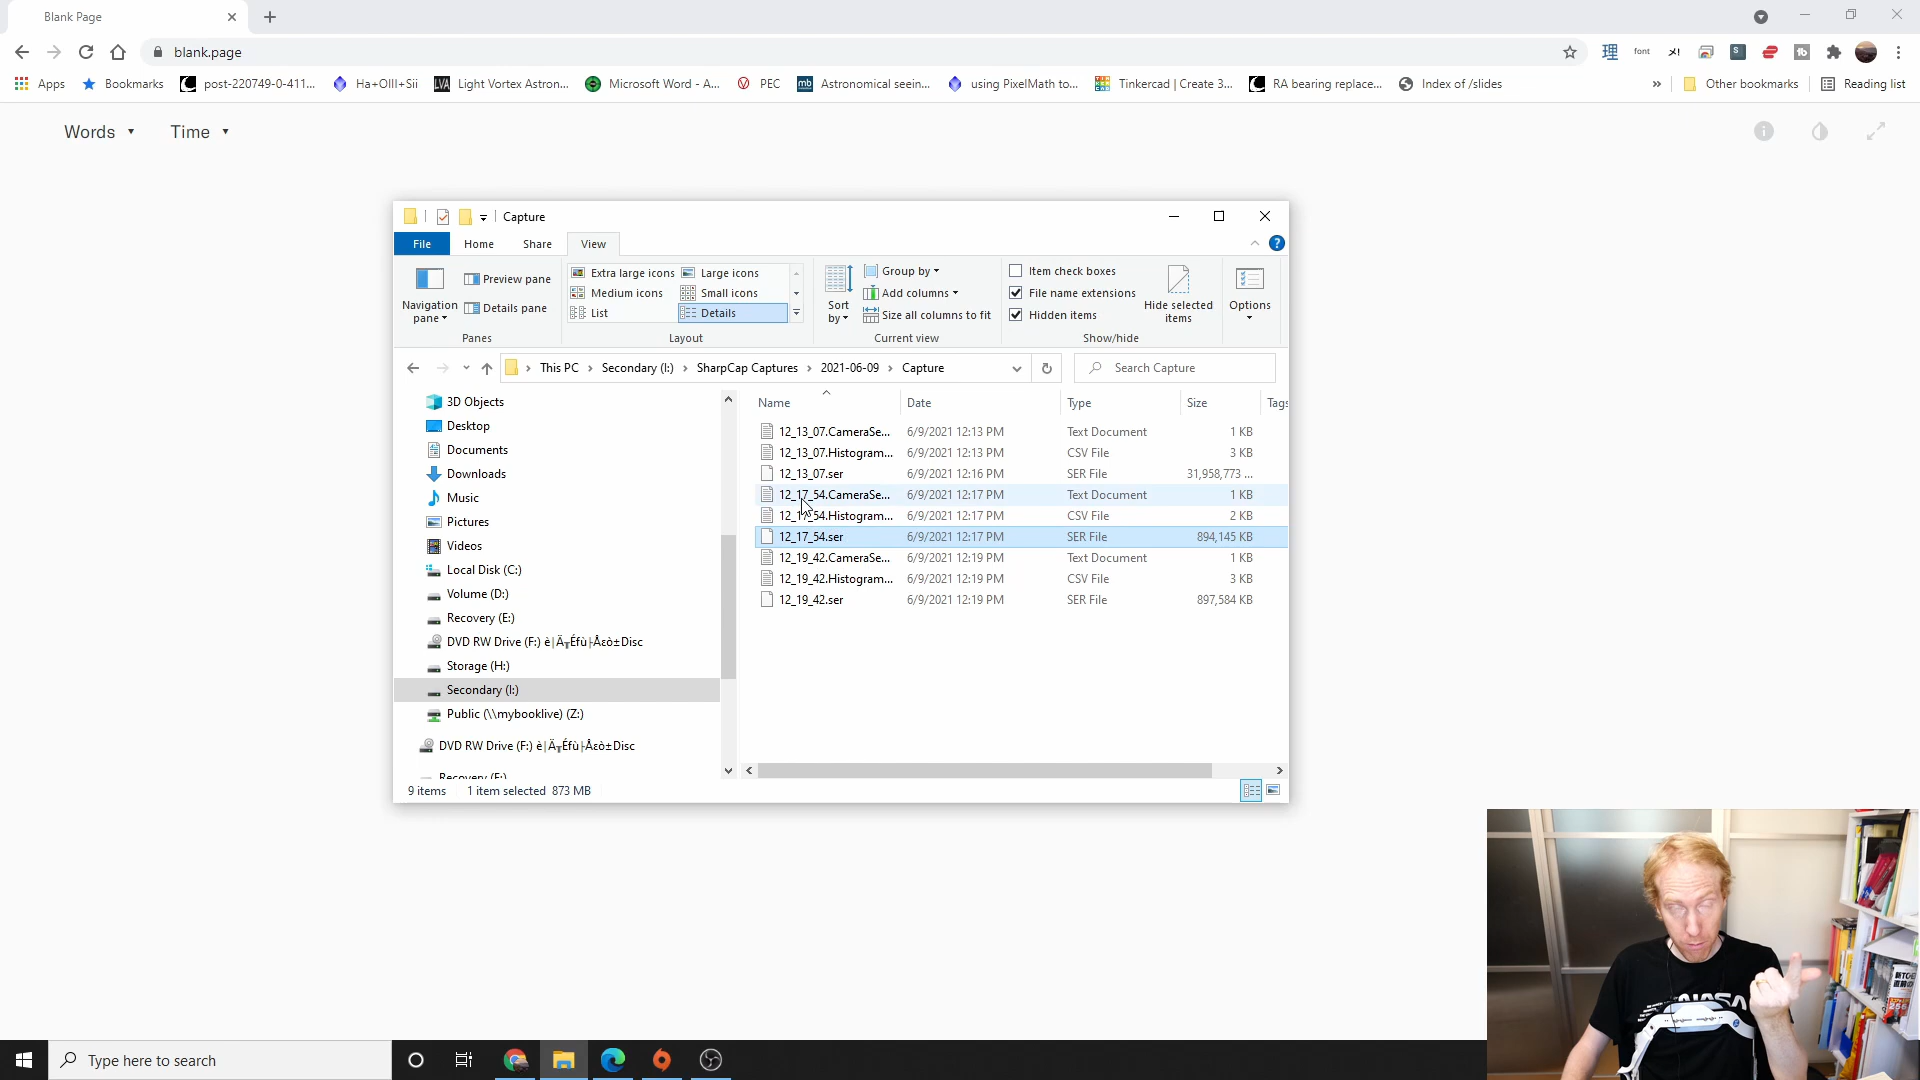 Blank Page
blank.page
font
Apps Bookmarks post-220749-0-411... Ha+OIII+Sii LVA Light Vortex Astron... Microsoft Word - A... PEC mb Astronomical seein... using PixelMath to... Tinkercad | Create 3... RA bearing replace... Index of /slides » Other bookmarks Reading list
Words Time
Capture
File Home Share View
Navigation pane
Preview pane
Details pane
Panes
Extra large icons Large icons
Medium icons Small icons
List Details
Layout
Sort by
Group by
Add columns
Size all columns to fit
Current view
Item check boxes
File name extensions
Hidden items
Hide selected items
Show/hide
Options
This PC > Secondary (I:) > SharpCap Captures > 2021-06-09 > Capture
Search Capture
3D Objects
Desktop
Documents
Downloads
Music
Pictures
Videos
Local Disk (C:)
Volume (D:)
Recovery (E:)
DVD RW Drive (F:) è¦Ä╥Éfù├Åεò±Disc
Storage (H:)
Secondary (I:)
Public (\\mybooklive) (Z:)
DVD RW Drive (F:) è¦Ä╥Éfù├Åεò±Disc
Recovery (E:)
Name Date Type Size Tags
12_13_07.CameraSe... 6/9/2021 12:13 PM Text Document 1 KB
12_13_07.Histogram... 6/9/2021 12:13 PM CSV File 3 KB
12_13_07.ser 6/9/2021 12:16 PM SER File 31,958,773 ...
12_17_54.CameraSe... 6/9/2021 12:17 PM Text Document 1 KB
12_17_54.Histogram... 6/9/2021 12:17 PM CSV File 2 KB
12_17_54.ser 6/9/2021 12:17 PM SER File 894,145 KB
12_19_42.CameraSe... 6/9/2021 12:19 PM Text Document 1 KB
12_19_42.Histogram... 6/9/2021 12:19 PM CSV File 3 KB
12_19_42.ser 6/9/2021 12:19 PM SER File 897,584 KB
9 items 1 item selected 873 MB
NASA
Type here to search